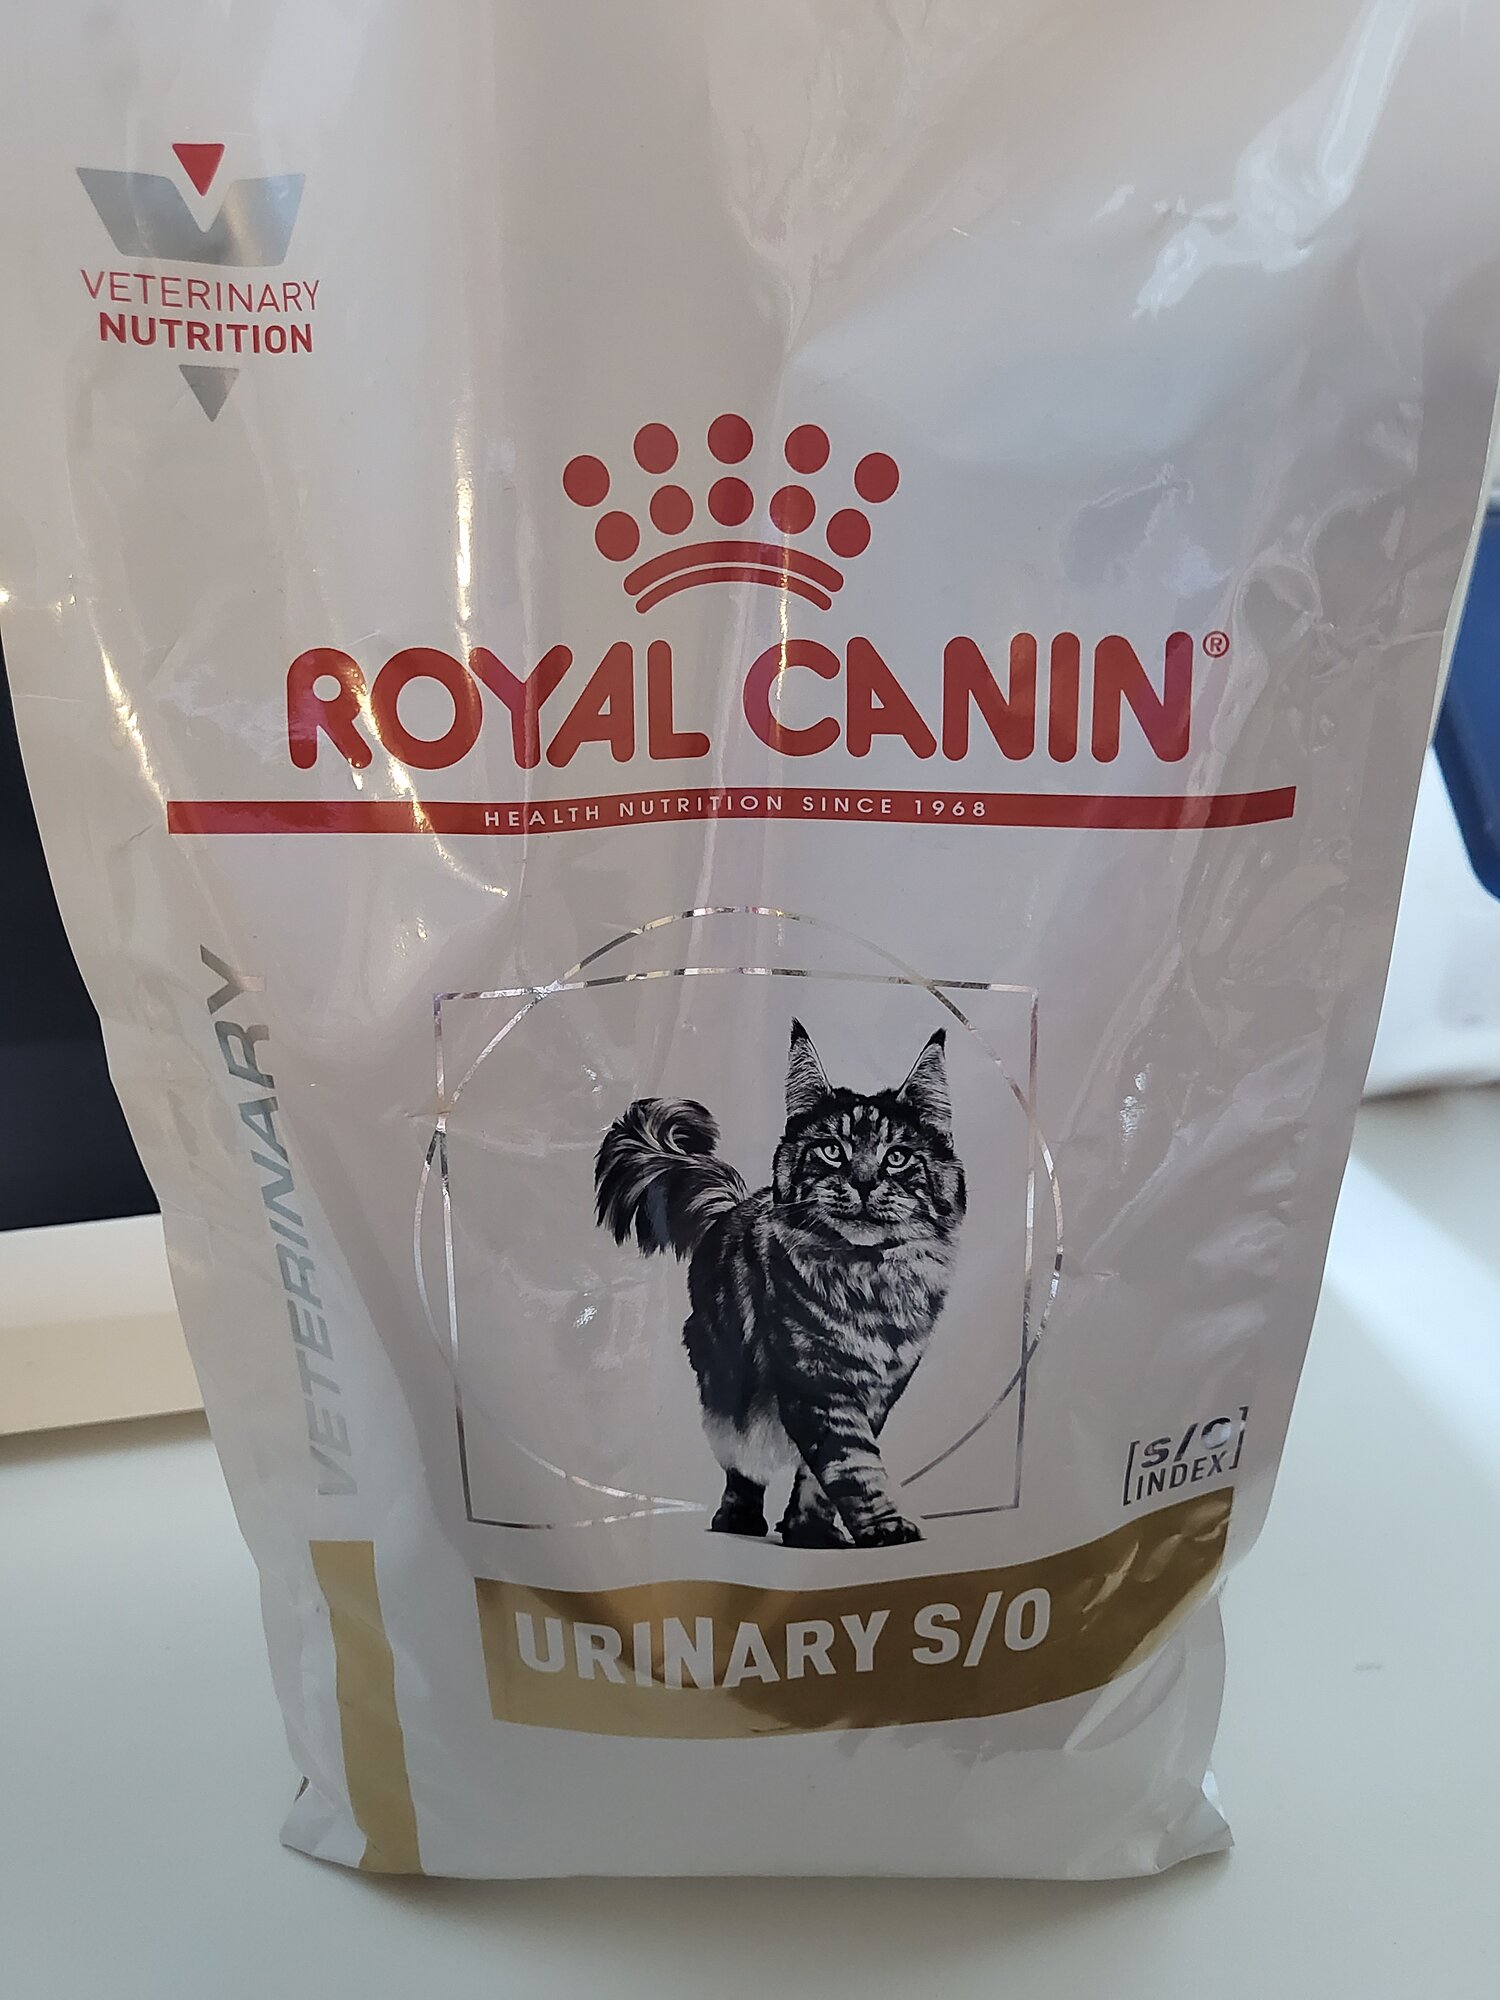 VETERINARY
NUTRITION
ROYAL CANIN®
HEALTH NUTRITION SINCE 1968
VETERINARY
[S/O
INDEX]
URINARY S/O